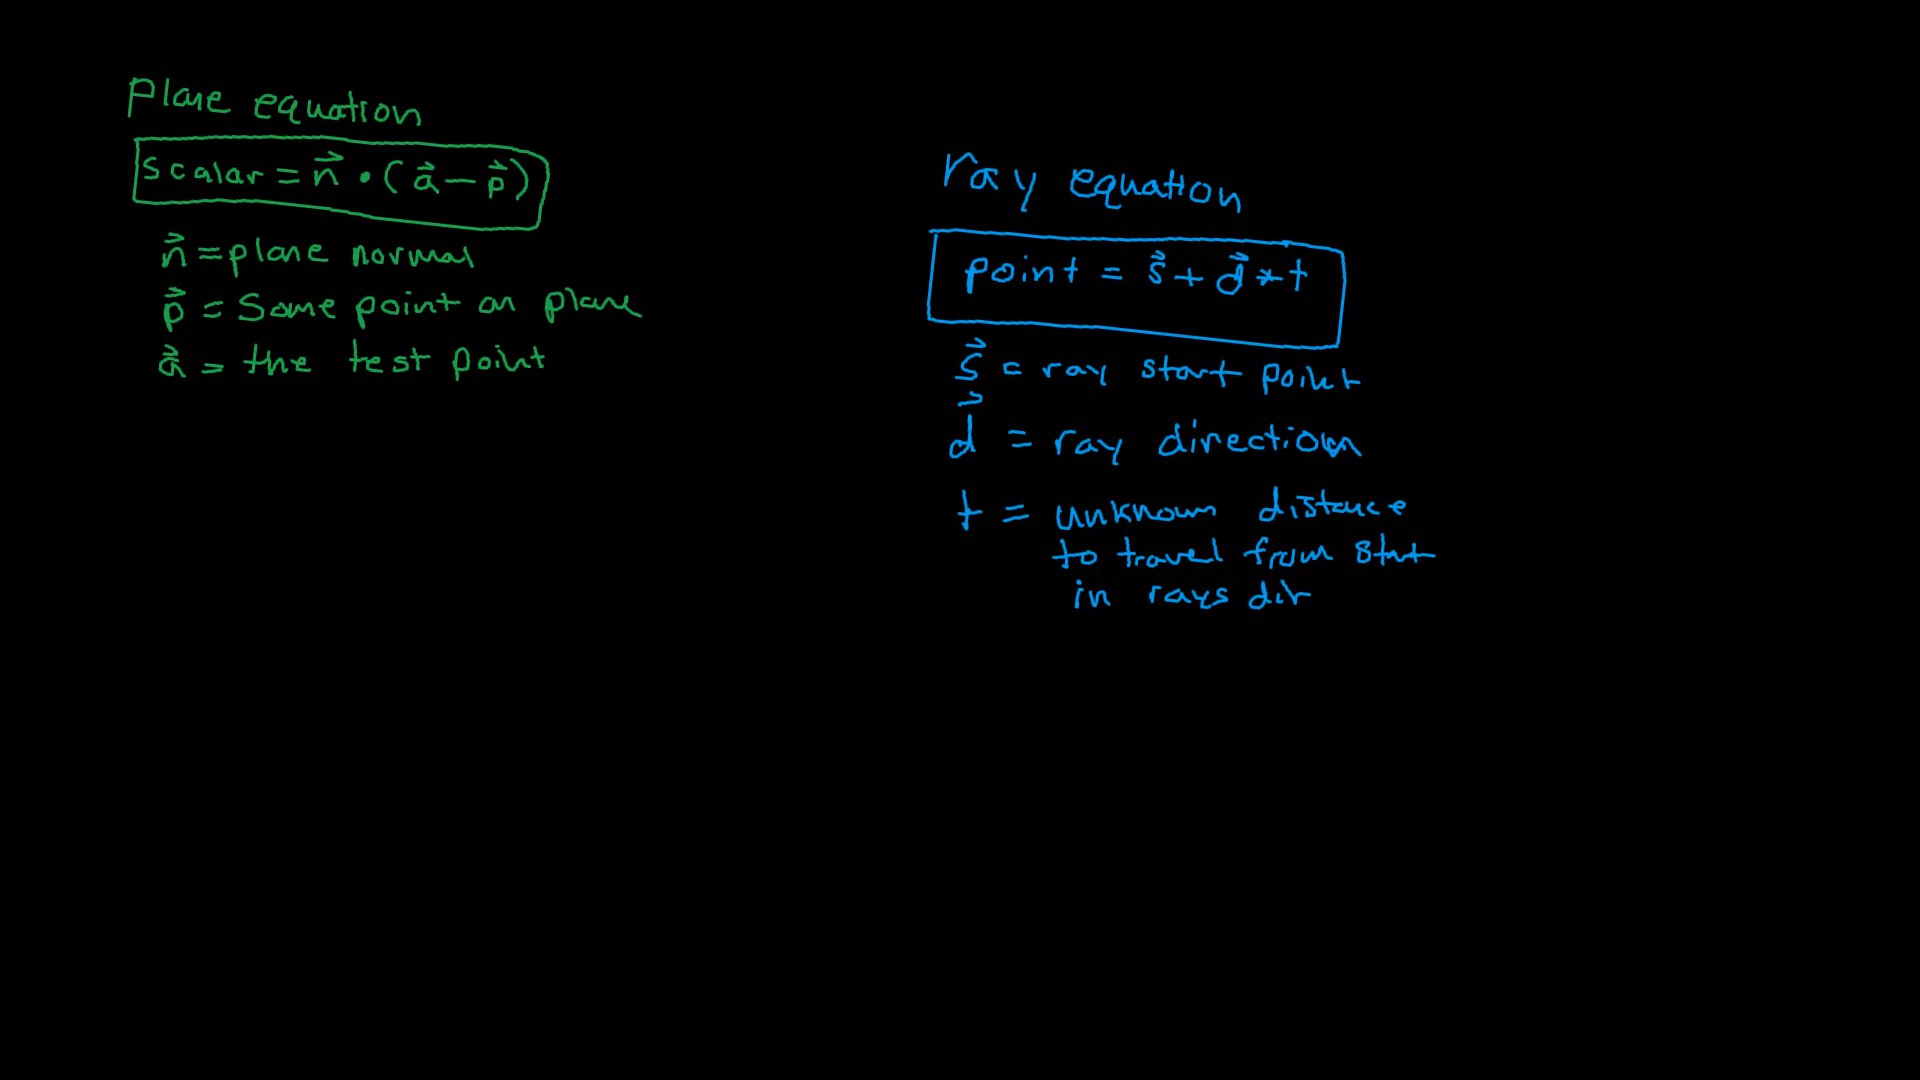 Plane equation
scalar = n⃗ • (a⃗ - p⃗)
n⃗ = plane normal
p⃗ = Some point on plane
a⃗ = the test point
ray equation
point = s⃗ + d⃗ * t
s⃗ = ray start point
d⃗ = ray direction
t = unknown distance
to travel from start
in rays dir